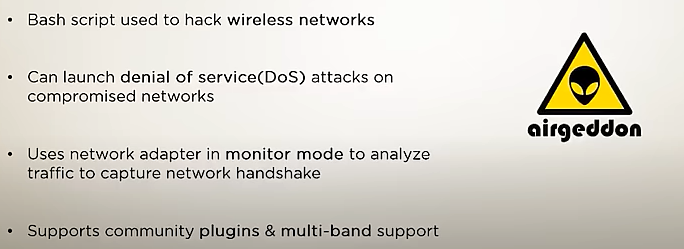 • Bash script used to hack wireless networks
• Can launch denial of service(DoS) attacks on
compromised networks
• Uses network adapter in monitor mode to analyze
traffic to capture network handshake
• Supports community plugins & multi-band support
airgeddon